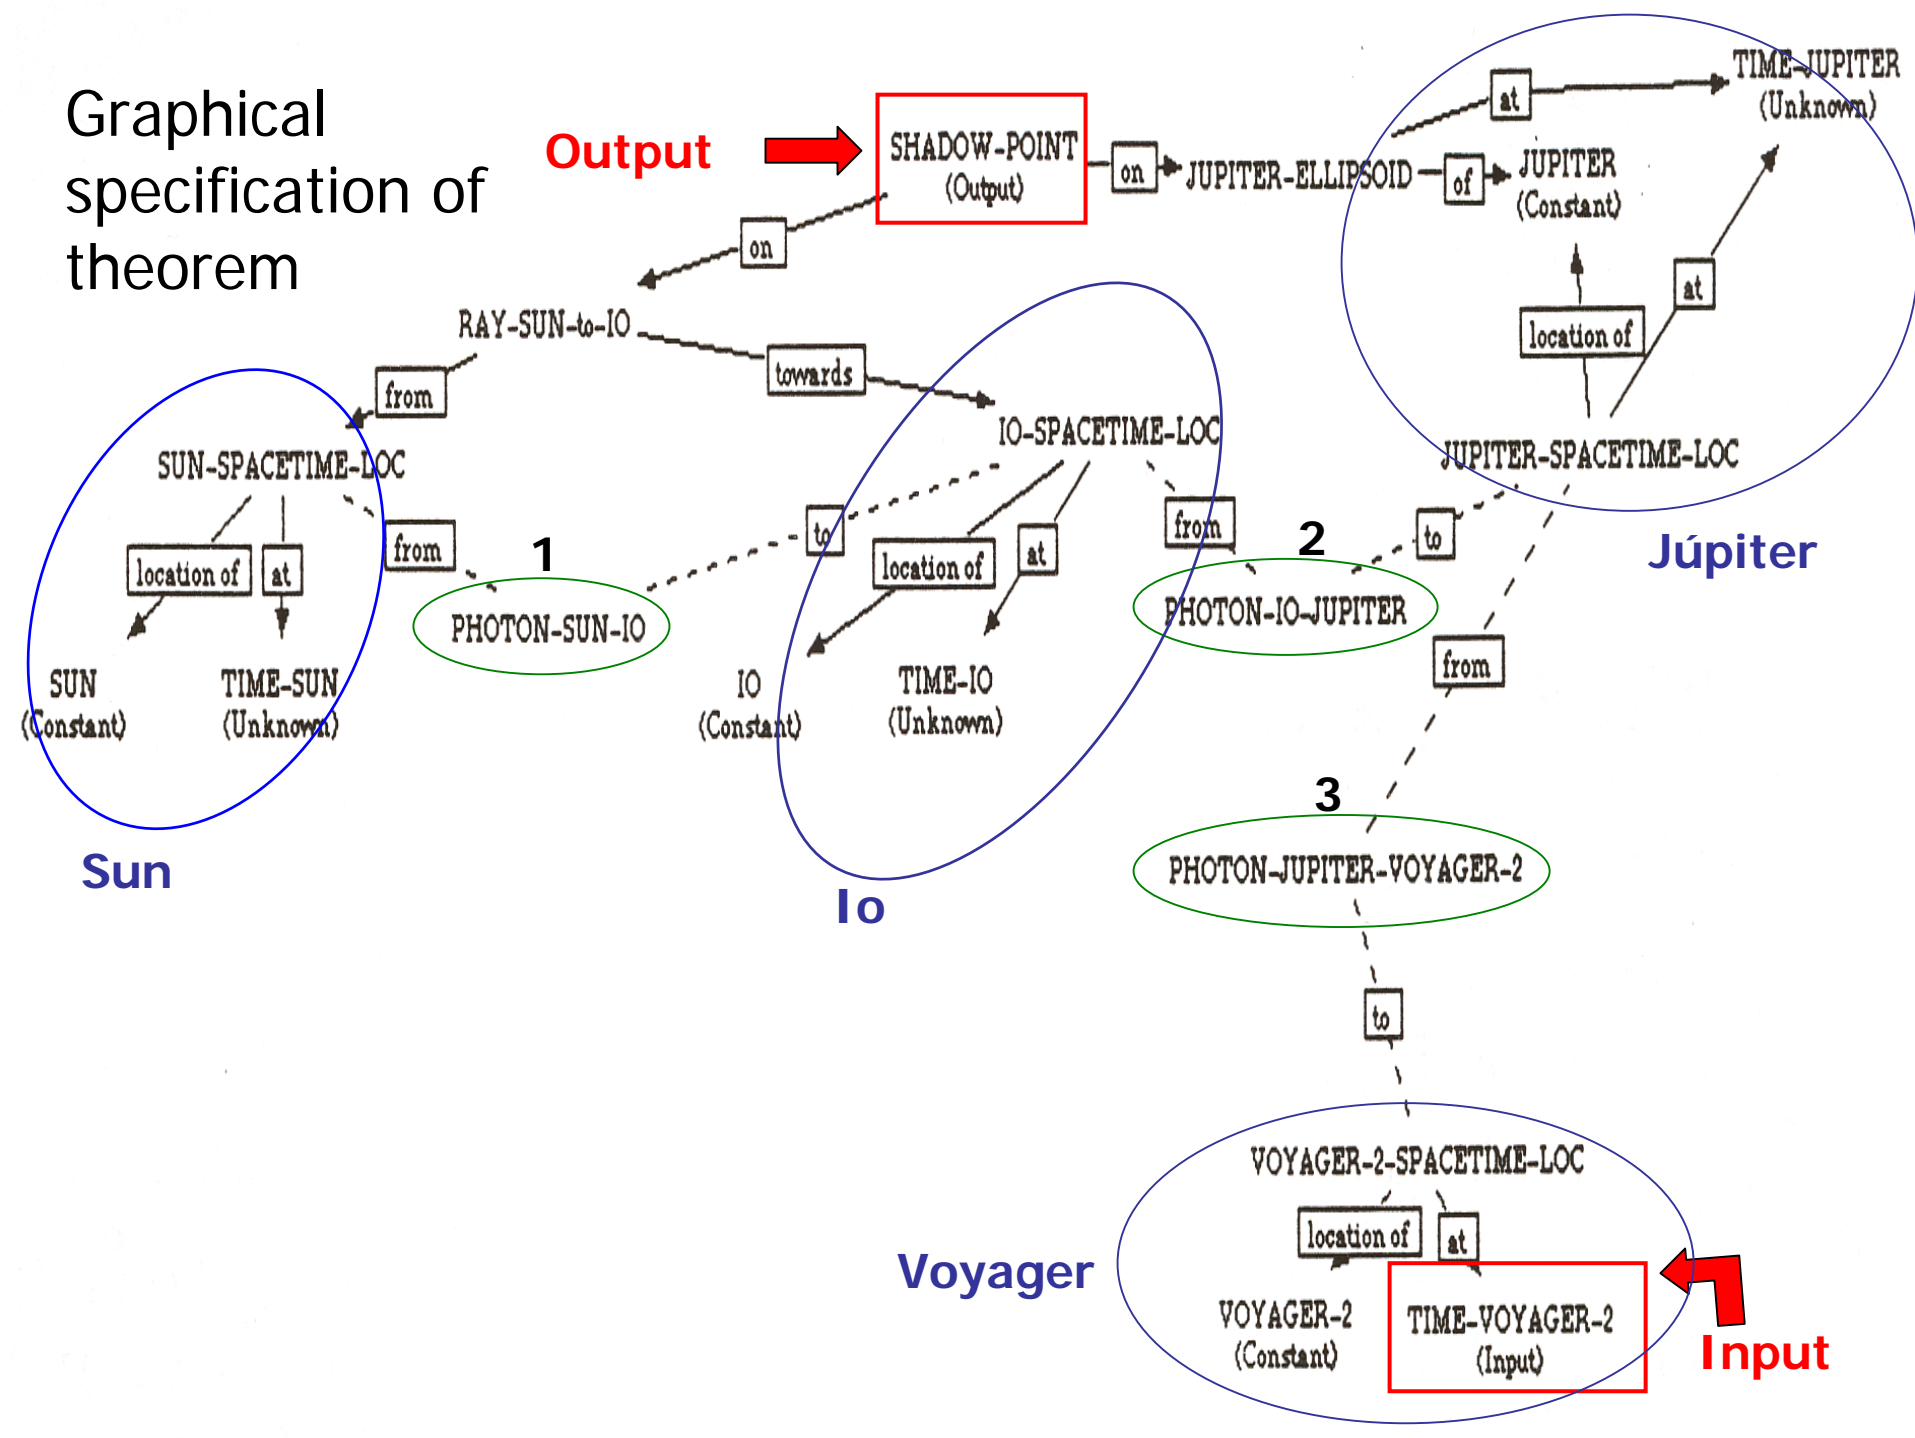 Graphical
specification of
theorem
Output
SHADOW-POINT
(Output)
on
JUPITER-ELLIPSOID
of
JUPITER
(Constant)
at
TIME-JUPITER
(Unknown)
on
at
location of
RAY-SUN-to-IO
towards
from
IO-SPACETIME-LOC
JUPITER-SPACETIME-LOC
SUN-SPACETIME-LOC
to
from
2
to
Júpiter
from
1
location of
at
location of
at
PHOTON-SUN-IO
PHOTON-IO-JUPITER
from
SUN
(Constant)
TIME-SUN
(Unknown)
IO
(Constant)
TIME-IO
(Unknown)
3
PHOTON-JUPITER-VOYAGER-2
Sun
Io
to
VOYAGER-2-SPACETIME-LOC
location of
at
Voyager
VOYAGER-2
(Constant)
TIME-VOYAGER-2
(Input)
Input